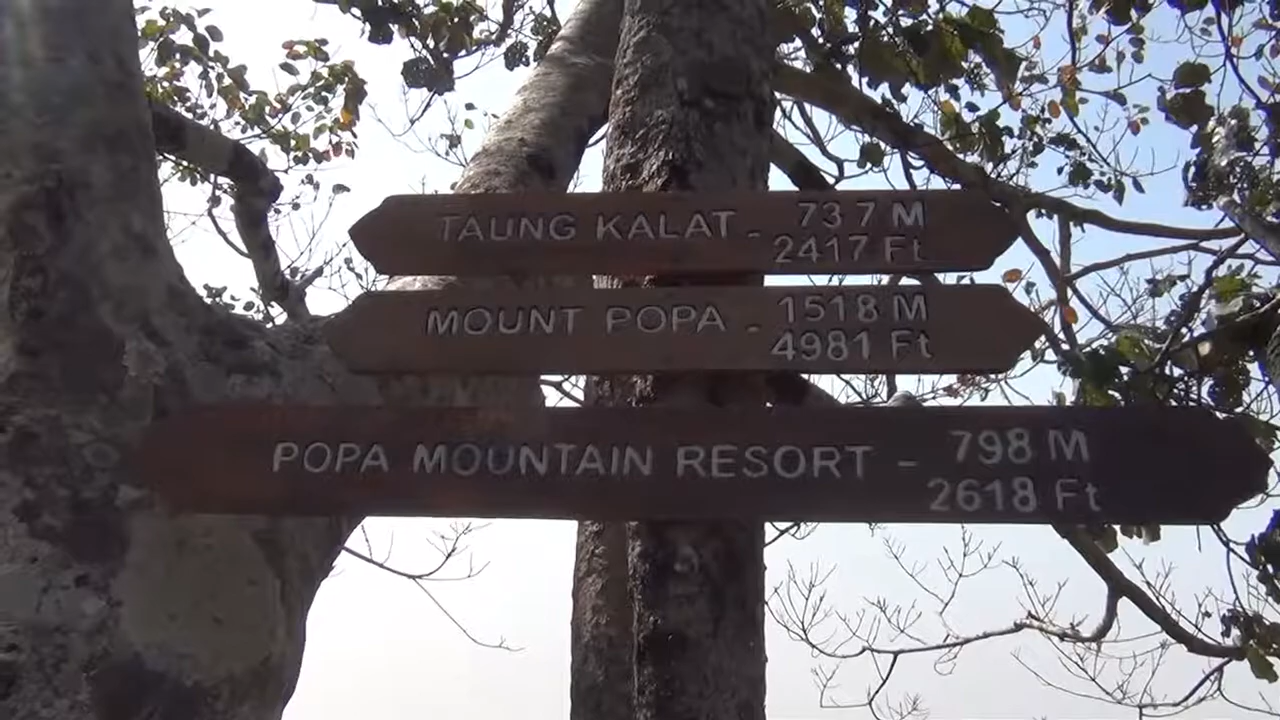 TAUNG KALAT - 737 M
2417 Ft
MOUNT POPA - 1518 M
4981 Ft
POPA MOUNTAIN RESORT - 798 M
2618 Ft